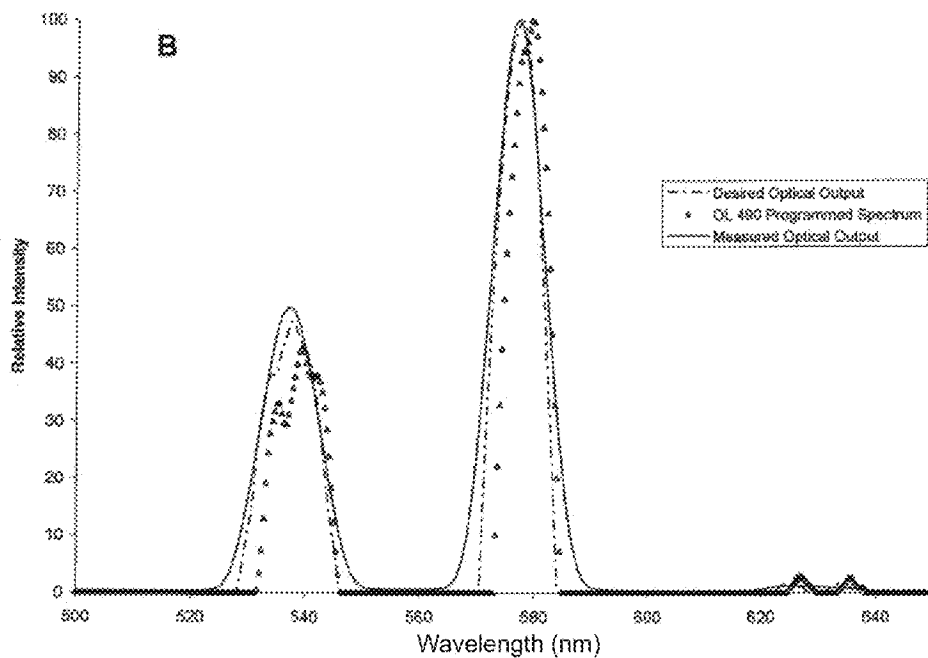 B
100
90
80
70
60
50
40
30
20
10
0
Relative Intensity
Desired Optical Output
OL 490 Programmed Spectrum
Measured Optical Output
500 520 540 560 580 600 620 640
Wavelength (nm)